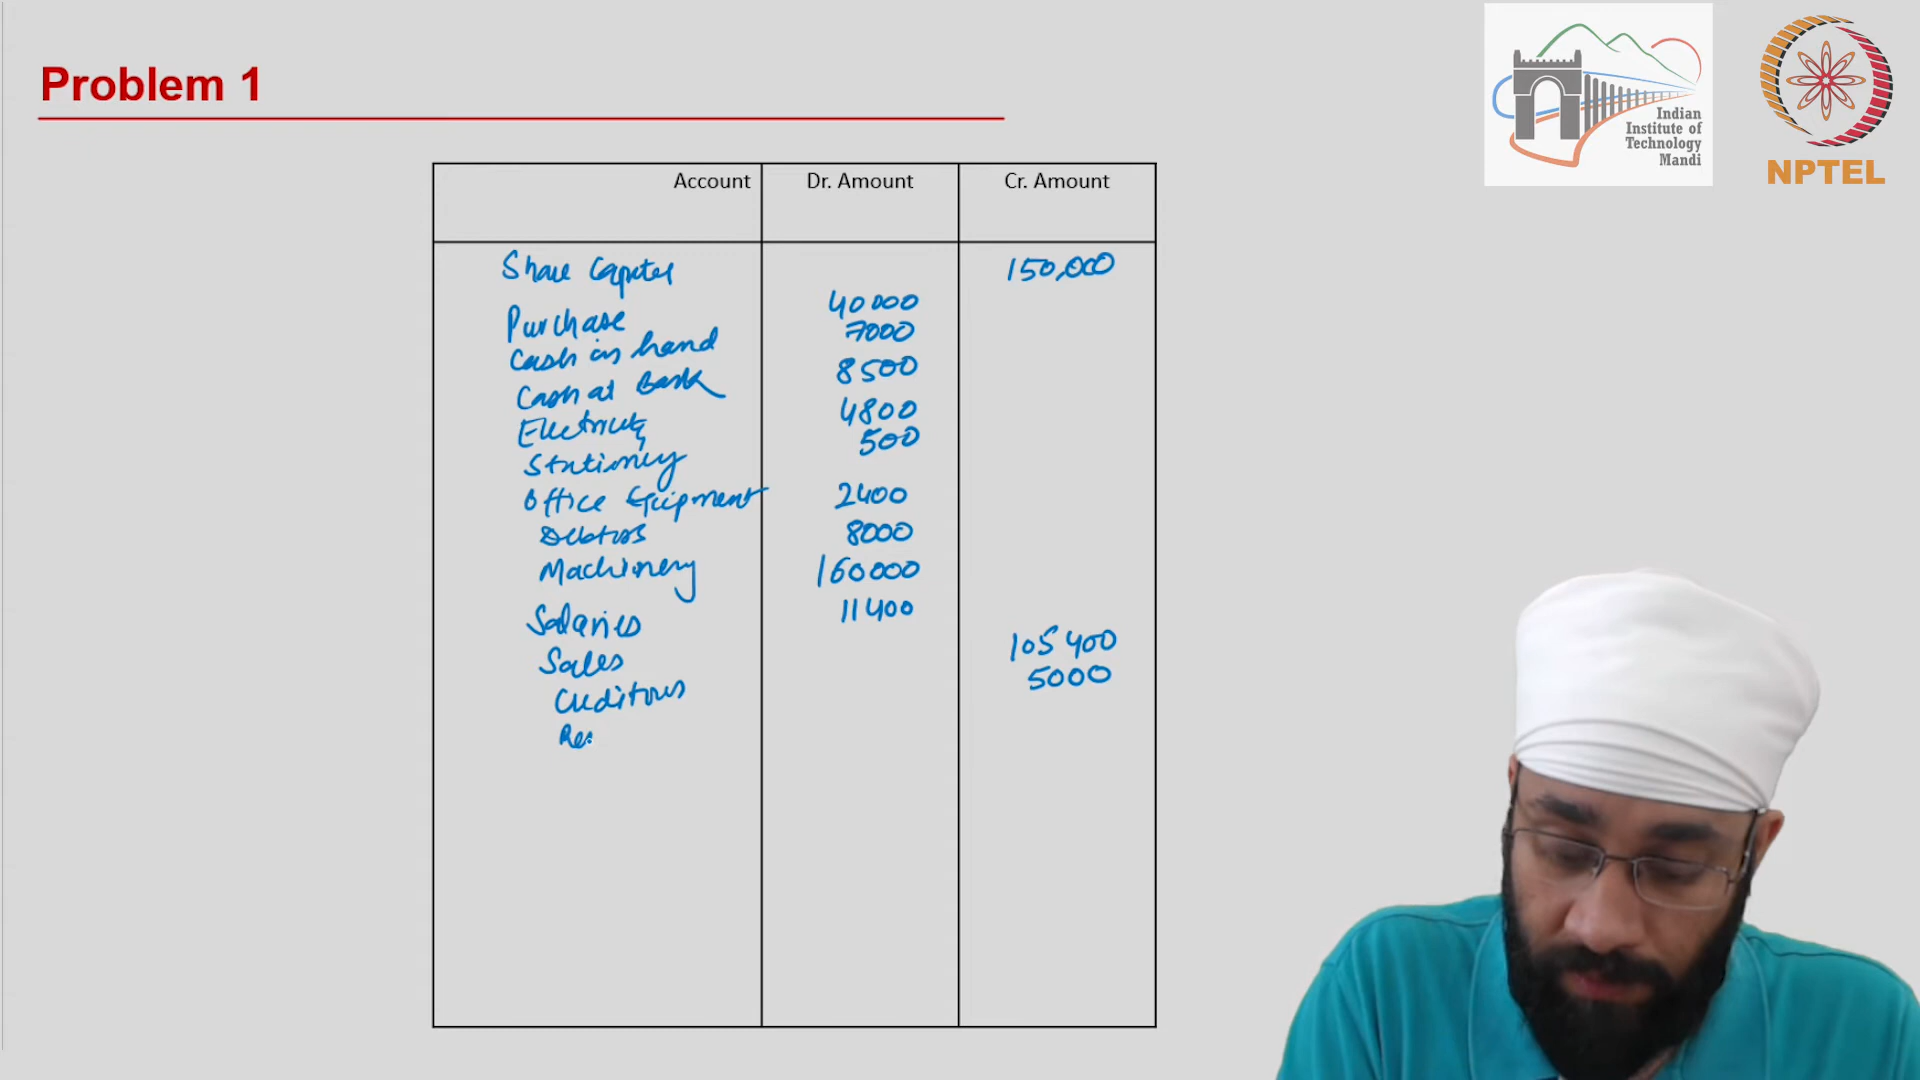 Problem 1
Indian
Institute of
Technology
Mandi
NPTEL
Account Dr. Amount Cr. Amount
Share Capital 150,000
Purchase 40000
Cash in hand 7000
Cash at Bank 8500
Electricity 4800
Stationery 500
Office Equipment 2400
Debtors 8000
Machinery 160000
Salaries 11400
Sales 105400
Creditors 5000
Re